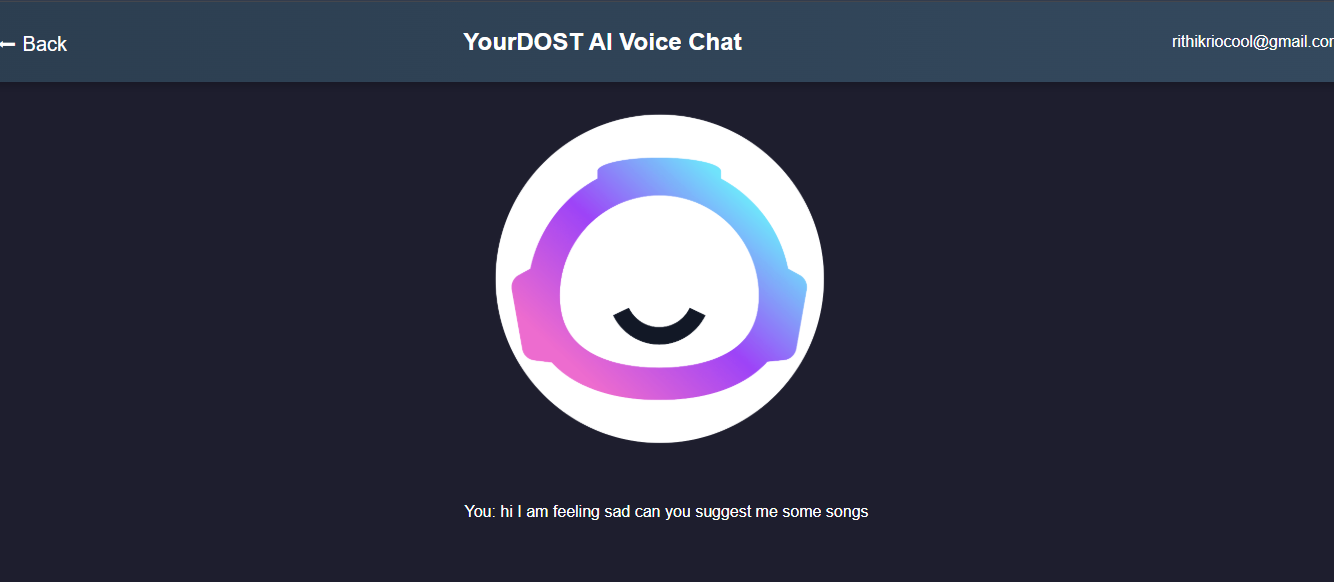 ← Back
YourDOST AI Voice Chat
rithikriocool@gmail.cor
You: hi I am feeling sad can you suggest me some songs